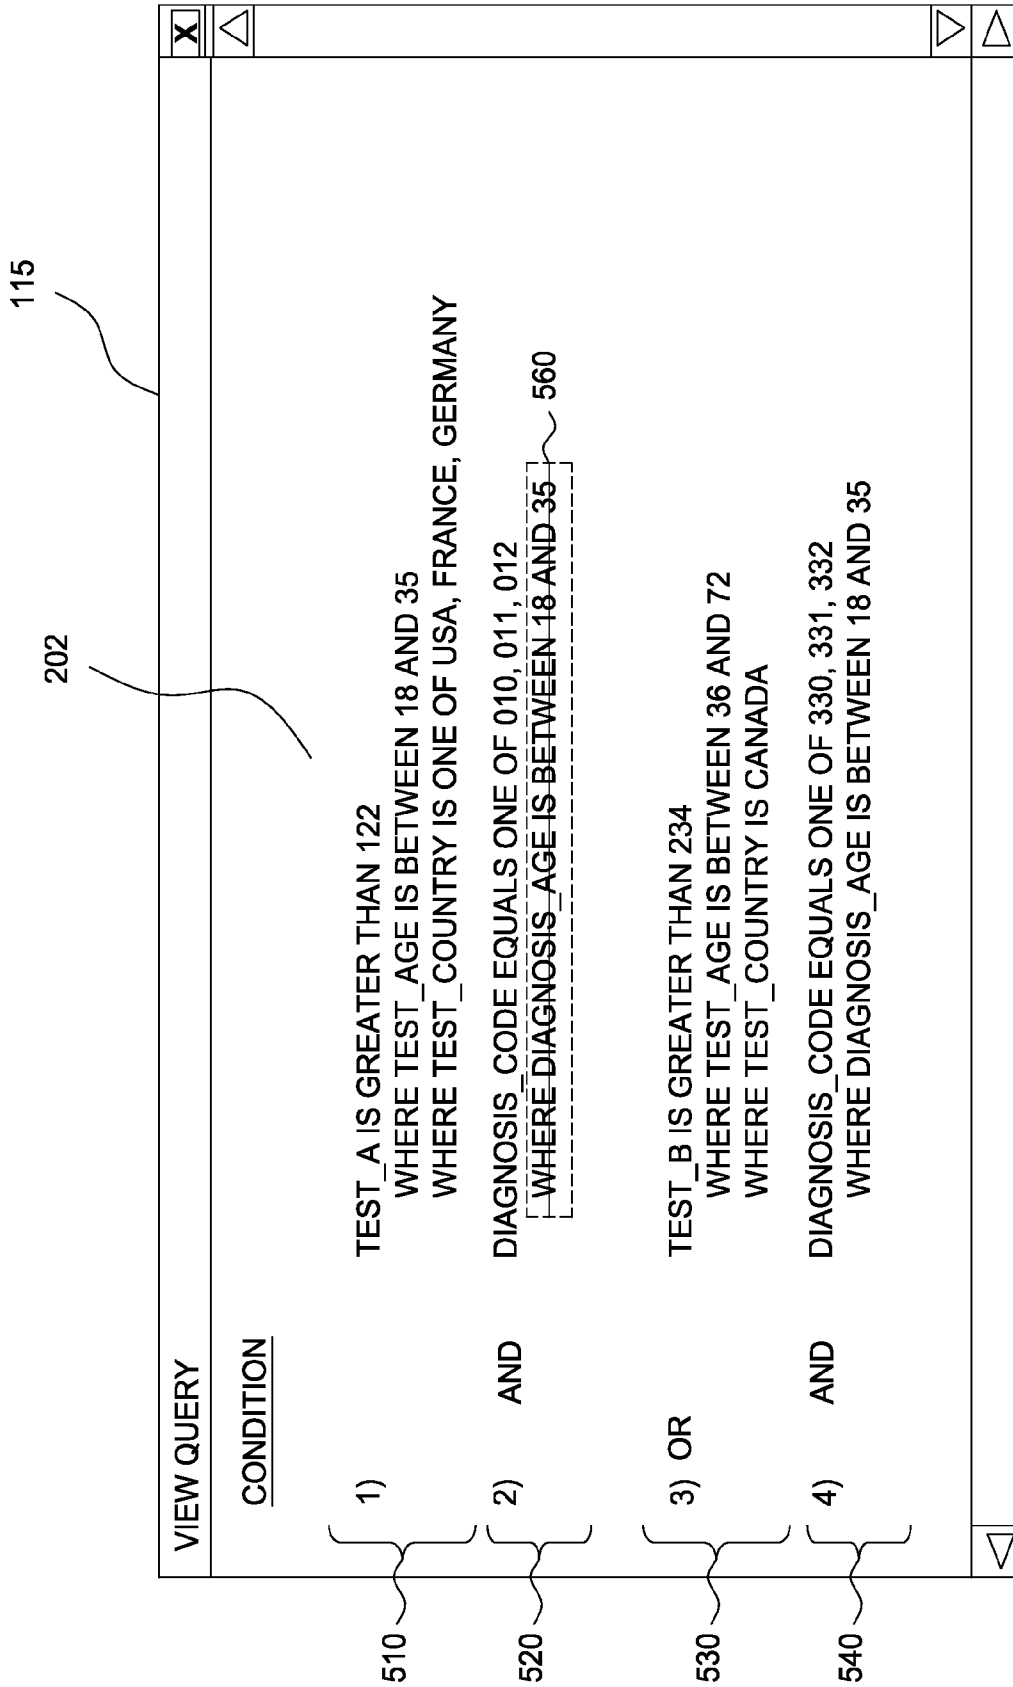 115
202
VIEW QUERY X
CONDITION
510 1) TEST_A IS GREATER THAN 122
WHERE TEST_AGE IS BETWEEN 18 AND 35
WHERE TEST_COUNTRY IS ONE OF USA, FRANCE, GERMANY
520 2) AND DIAGNOSIS_CODE EQUALS ONE OF 010, 011, 012
WHERE DIAGNOSIS_AGE IS BETWEEN 18 AND 35 560
530 3) OR TEST_B IS GREATER THAN 234
WHERE TEST_AGE IS BETWEEN 36 AND 72
WHERE TEST_COUNTRY IS CANADA
540 4) AND DIAGNOSIS_CODE EQUALS ONE OF 330, 331, 332
WHERE DIAGNOSIS_AGE IS BETWEEN 18 AND 35